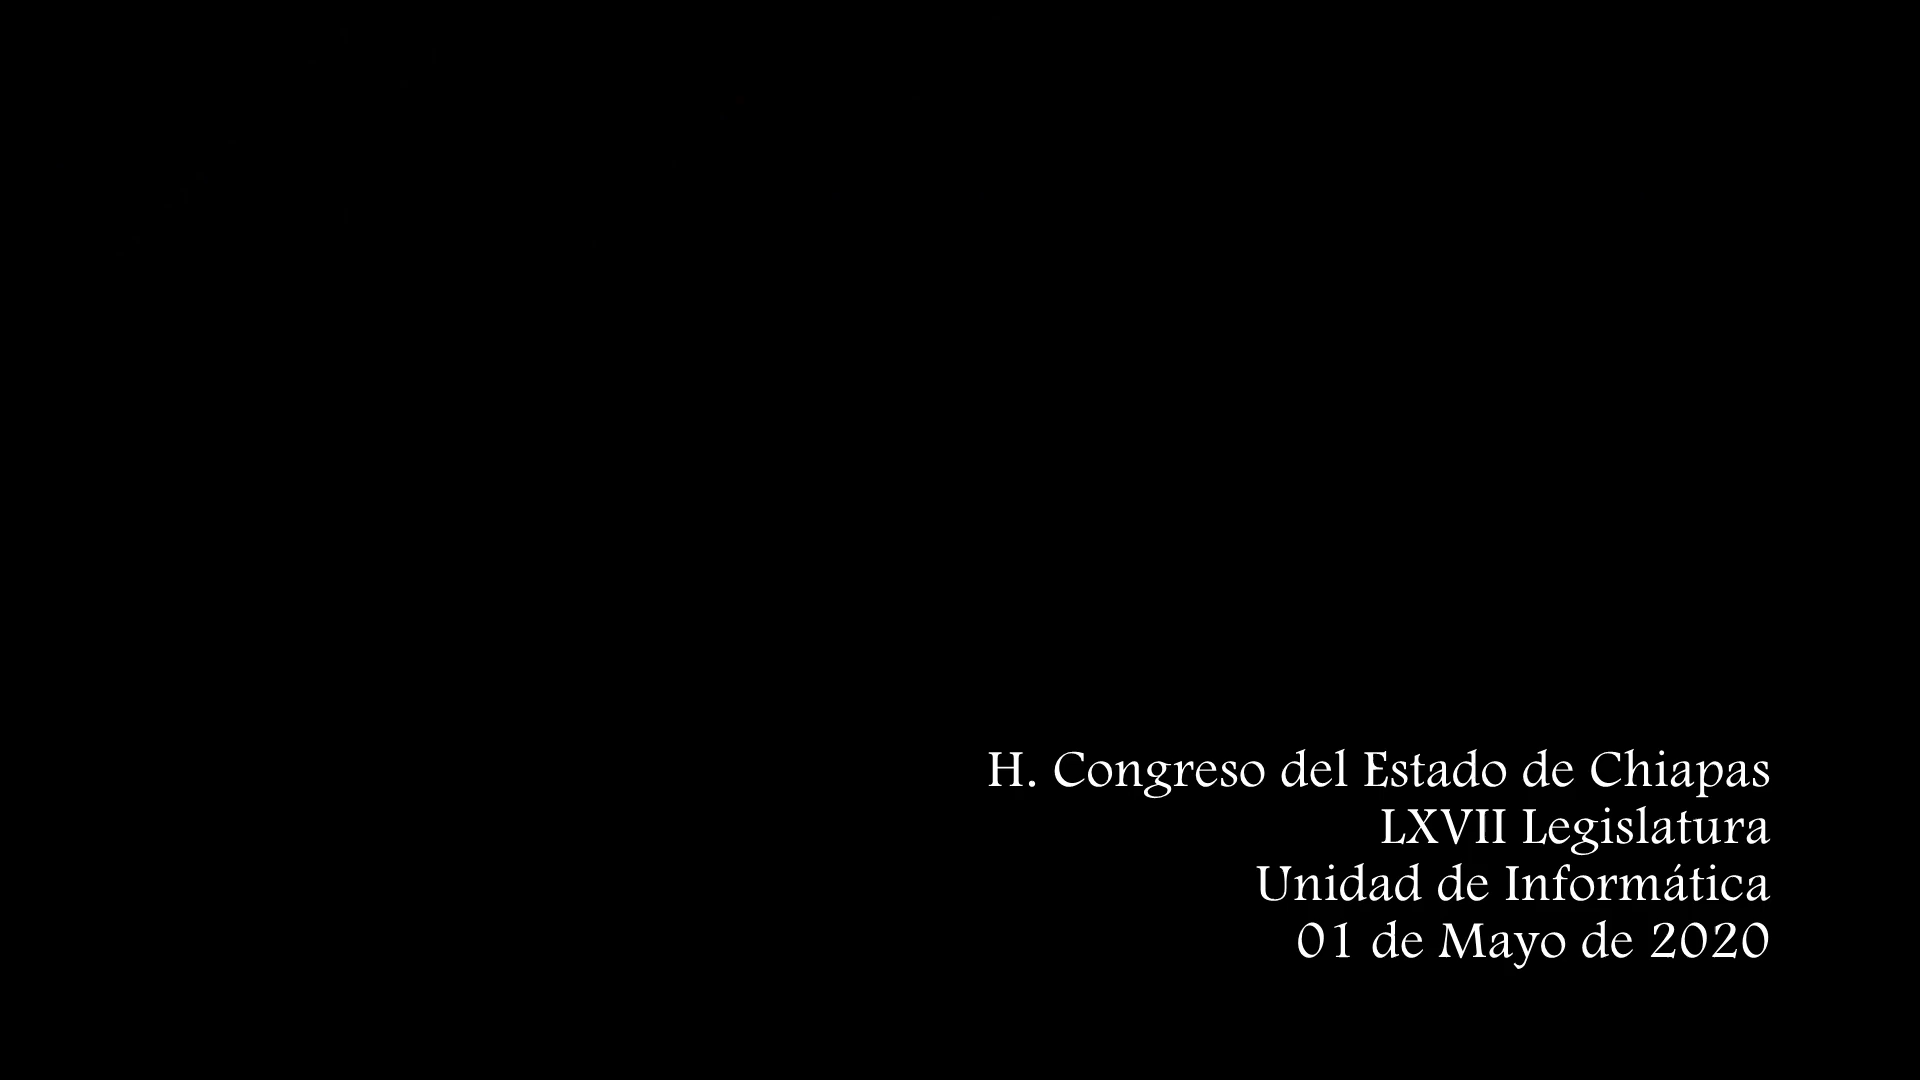 H. Congreso del Estado de Chiapas
LXVII Legislatura
Unidad de Informática
01 de Mayo de 2020